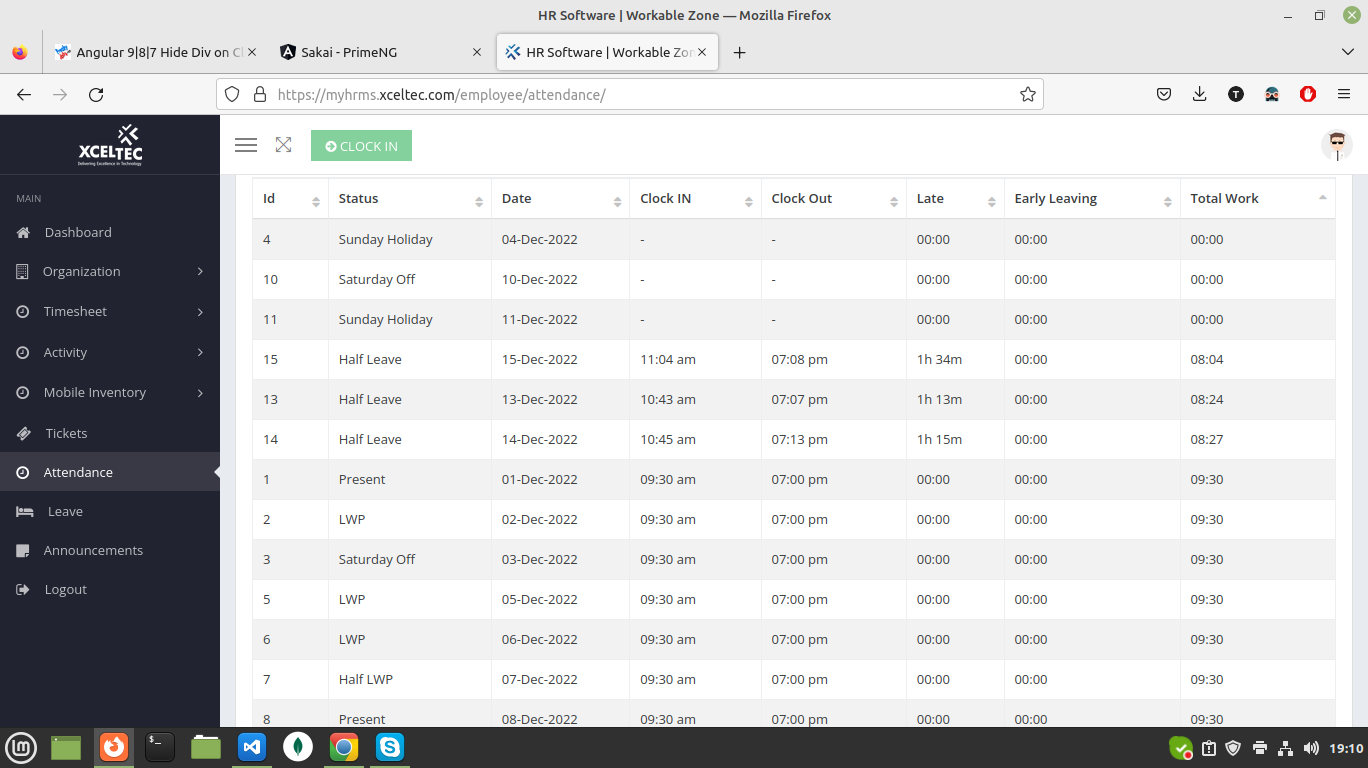 HR Software | Workable Zone — Mozilla Firefox
Angular 9|8|7 Hide Div on Cl
Sakai - PrimeNG
HR Software | Workable Zon
https://myhrms.xceltec.com/employee/attendance/
T
XCELTEC
Delivering Excellence in Technology
CLOCK IN
MAIN
Dashboard
Organization
Timesheet
Activity
Mobile Inventory
Tickets
Attendance
Leave
Announcements
Logout
Id Status Date Clock IN Clock Out Late Early Leaving Total Work
4 Sunday Holiday 04-Dec-2022 - - 00:00 00:00 00:00
10 Saturday Off 10-Dec-2022 - - 00:00 00:00 00:00
11 Sunday Holiday 11-Dec-2022 - - 00:00 00:00 00:00
15 Half Leave 15-Dec-2022 11:04 am 07:08 pm 1h 34m 00:00 08:04
13 Half Leave 13-Dec-2022 10:43 am 07:07 pm 1h 13m 00:00 08:24
14 Half Leave 14-Dec-2022 10:45 am 07:13 pm 1h 15m 00:00 08:27
1 Present 01-Dec-2022 09:30 am 07:00 pm 00:00 00:00 09:30
2 LWP 02-Dec-2022 09:30 am 07:00 pm 00:00 00:00 09:30
3 Saturday Off 03-Dec-2022 09:30 am 07:00 pm 00:00 00:00 09:30
5 LWP 05-Dec-2022 09:30 am 07:00 pm 00:00 00:00 09:30
6 LWP 06-Dec-2022 09:30 am 07:00 pm 00:00 00:00 09:30
7 Half LWP 07-Dec-2022 09:30 am 07:00 pm 00:00 00:00 09:30
8 Present 08-Dec-2022 09:30 am 07:00 pm 00:00 00:00 09:30
19:10